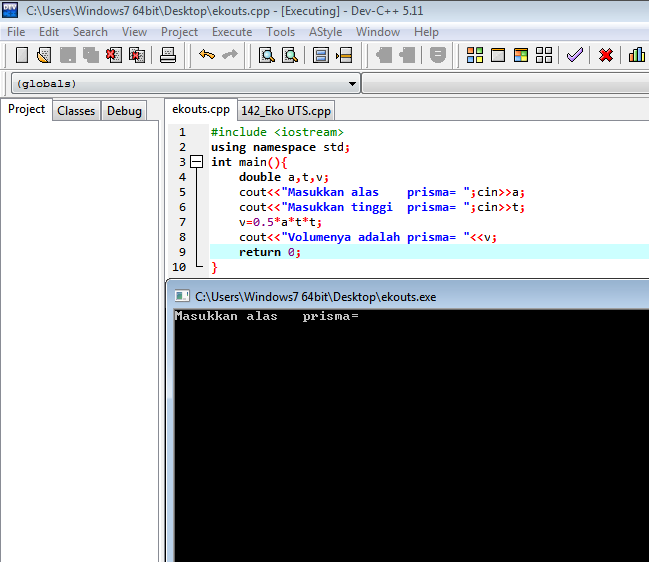 C:\Users\Windows7 64bit\Desktop\ekouts.cpp - [Executing] - Dev-C++ 5.11
File Edit Search View Project Execute Tools AStyle Window Help
(globals)
Project Classes Debug
ekouts.cpp 142_Eko UTS.cpp
1 #include <iostream>
2 using namespace std;
3 int main(){
4 double a,t,v;
5 cout<<"Masukkan alas    prisma= ";cin>>a;
6 cout<<"Masukkan tinggi  prisma= ";cin>>t;
7 v=0.5*a*t*t;
8 cout<<"Volumenya adalah prisma= "<<v;
9 return 0;
10 }
C:\Users\Windows7 64bit\Desktop\ekouts.exe
Masukkan alas   prisma=